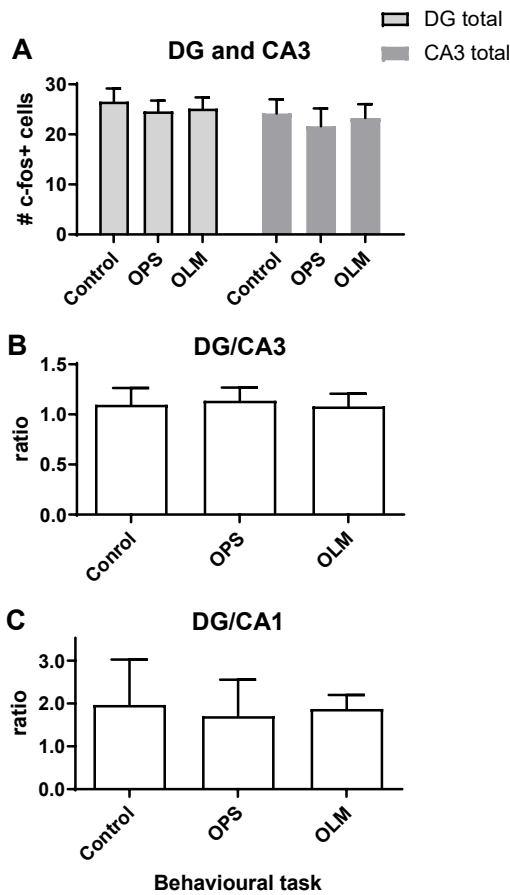 DG total
CA3 total
A
DG and CA3
# c-fos+ cells
30
20
10
0
Control
OPS
OLM
Control
OPS
OLM
B
DG/CA3
ratio
1.5
1.0
0.5
0.0
Conrol
OPS
OLM
C
DG/CA1
ratio
3.0
2.0
1.0
0.0
Control
OPS
OLM
Behavioural task